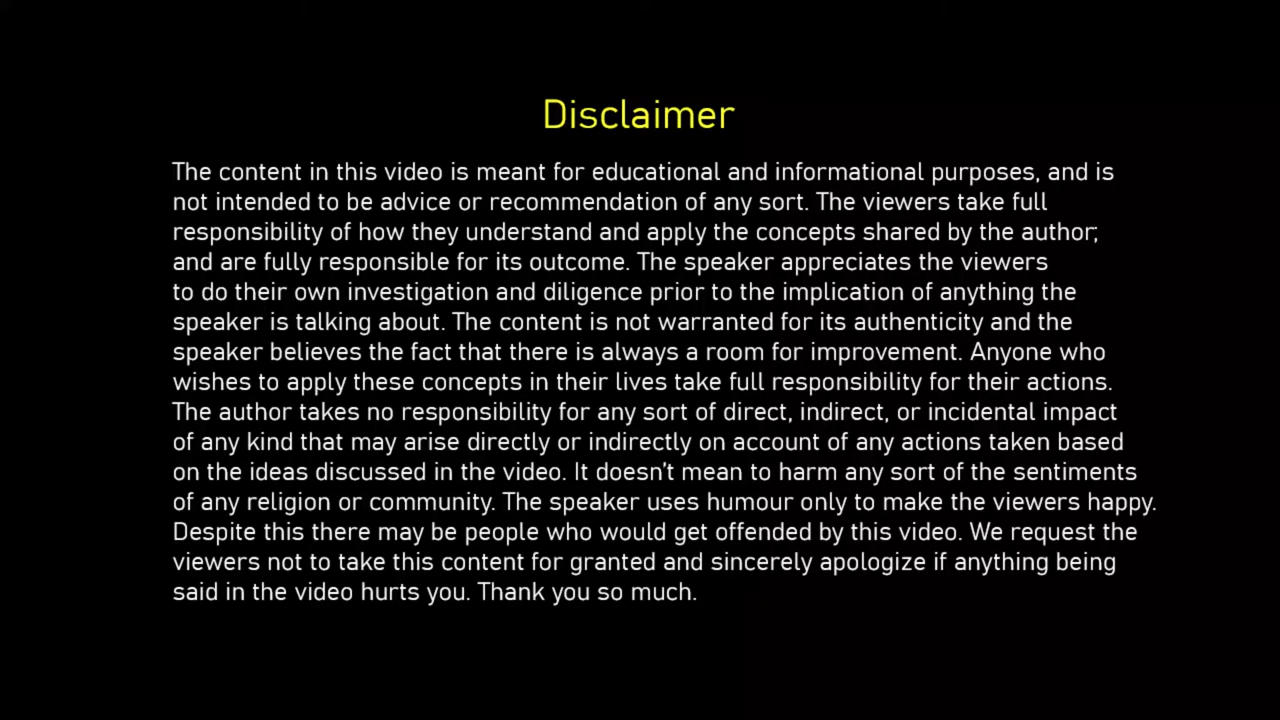 Disclaimer
The content in this video is meant for educational and informational purposes, and is
not intended to be advice or recommendation of any sort. The viewers take full
responsibility of how they understand and apply the concepts shared by the author;
and are fully responsible for its outcome. The speaker appreciates the viewers
to do their own investigation and diligence prior to the implication of anything the
speaker is talking about. The content is not warranted for its authenticity and the
speaker believes the fact that there is always a room for improvement. Anyone who
wishes to apply these concepts in their lives take full responsibility for their actions.
The author takes no responsibility for any sort of direct, indirect, or incidental impact
of any kind that may arise directly or indirectly on account of any actions taken based
on the ideas discussed in the video. It doesn't mean to harm any sort of the sentiments
of any religion or community. The speaker uses humour only to make the viewers happy.
Despite this there may be people who would get offended by this video. We request the
viewers not to take this content for granted and sincerely apologize if anything being
said in the video hurts you. Thank you so much.